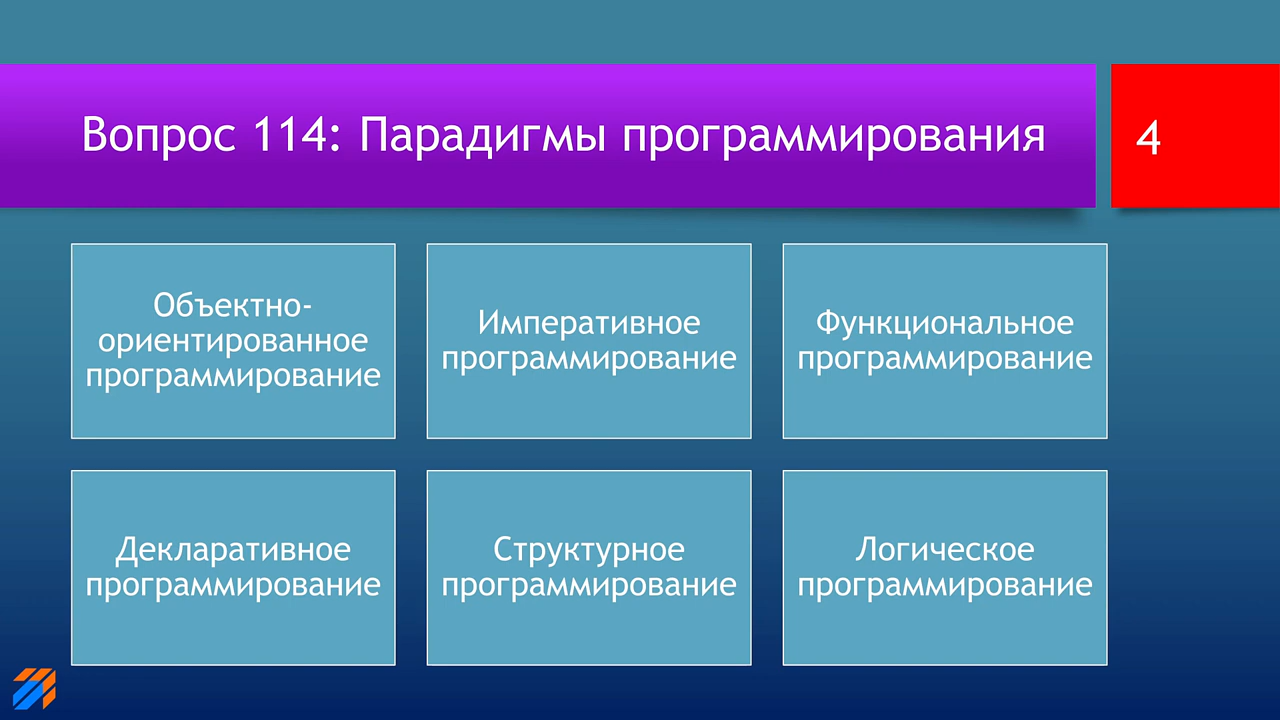 Вопрос 114: Парадигмы программирования
4
Объектно-
ориентированное
программирование
Императивное
программирование
Функциональное
программирование
Декларативное
программирование
Структурное
программирование
Логическое
программирование